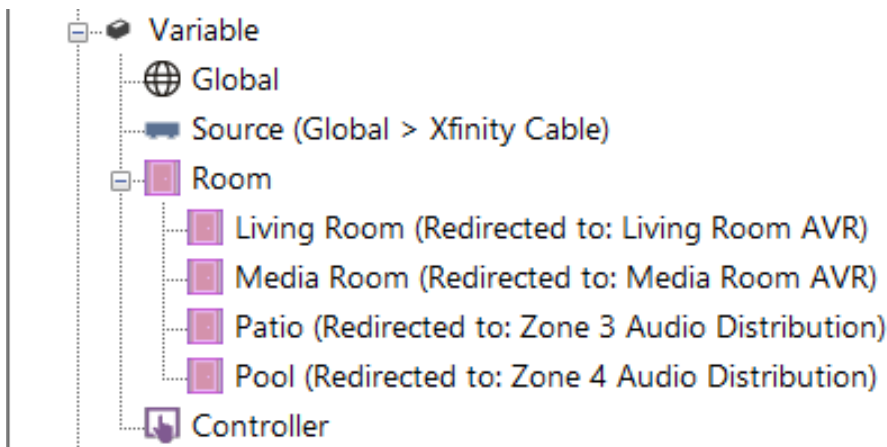 Variable
Global
Source (Global > Xfinity Cable)
Room
Living Room (Redirected to: Living Room AVR)
Media Room (Redirected to: Media Room AVR)
Patio (Redirected to: Zone 3 Audio Distribution)
Pool (Redirected to: Zone 4 Audio Distribution)
Controller